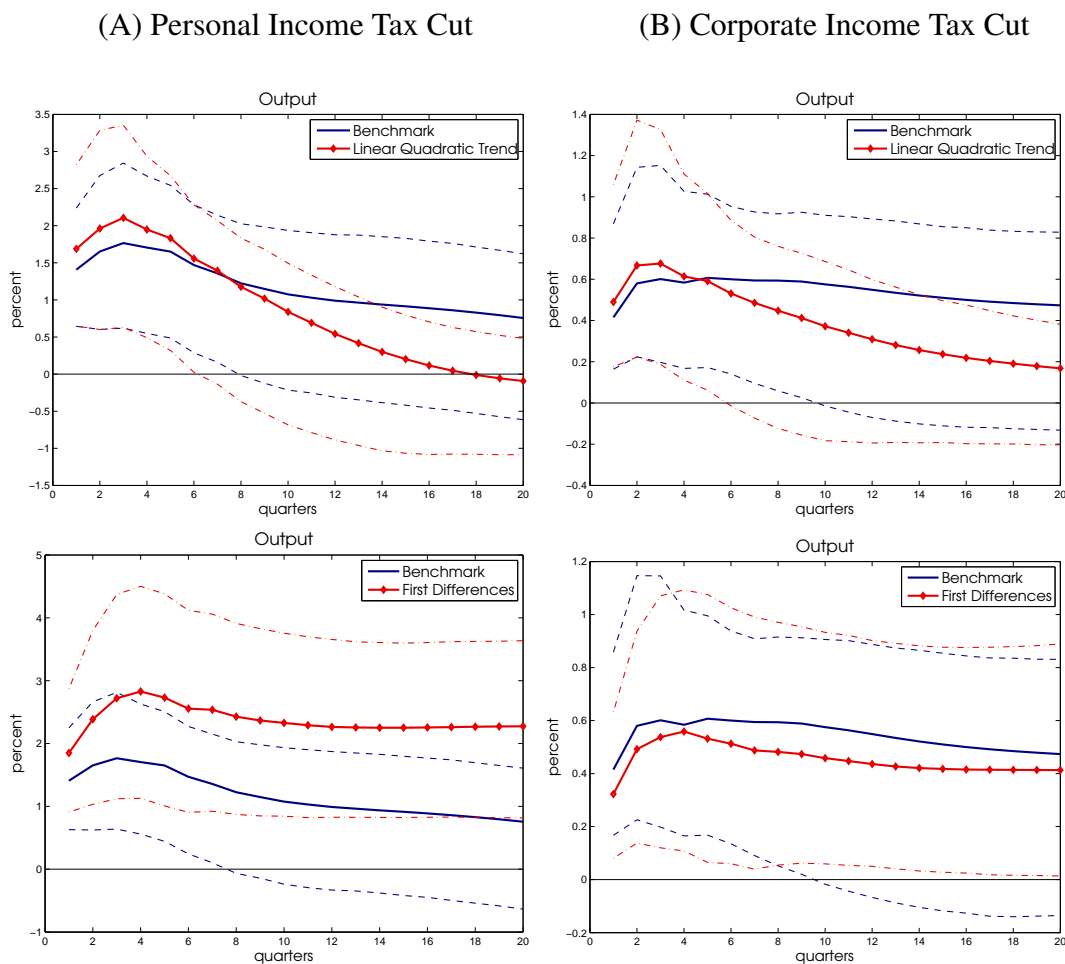 (A) Personal Income Tax Cut
(B) Corporate Income Tax Cut
Output
percent
3.5
3
2.5
2
1.5
1
0.5
0
−0.5
−1
−1.5
Benchmark
Linear Quadratic Trend
0 2 4 6 8 10 12 14 16 18 20
quarters
Output
percent
1.4
1.2
1
0.8
0.6
0.4
0.2
0
−0.2
−0.4
Benchmark
Linear Quadratic Trend
0 2 4 6 8 10 12 14 16 18 20
quarters
Output
percent
5
4
3
2
1
0
−1
Benchmark
First Differences
0 2 4 6 8 10 12 14 16 18 20
quarters
Output
percent
1.2
1
0.8
0.6
0.4
0.2
0
−0.2
Benchmark
First Differences
0 2 4 6 8 10 12 14 16 18 20
quarters